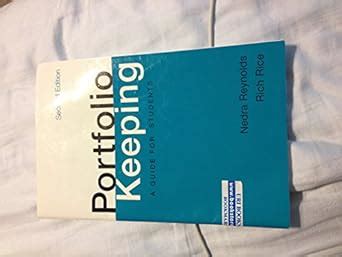 Second Edition
Portfolio
Keeping
A GUIDE FOR STUDENTS
Nedra Reynolds
Rich Rice